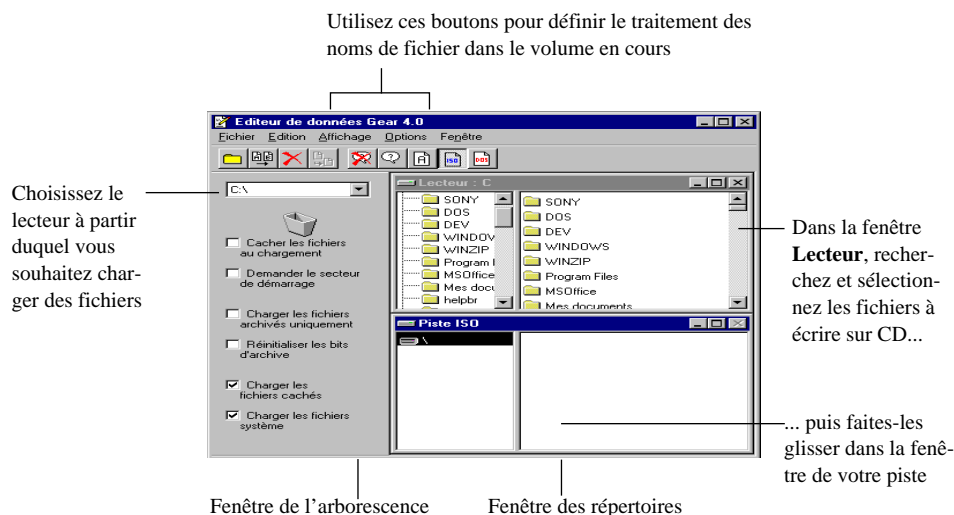 Utilisez ces boutons pour définir le traitement des
noms de fichier dans le volume en cours
Editeur de données Gear 4.0
Fichier Edition Affichage Options Fenêtre
A ISO DOS
Choisissez le
lecteur à partir
duquel vous
souhaitez char-
ger des fichiers
C:\
Cacher les fichiers
au chargement
Demander le secteur
de démarrage
Charger les fichiers
archivés uniquement
Réinitialiser les bits
d'archive
Charger les
fichiers cachés
Charger les fichiers
système
Lecteur : C
SONY
DOS
DEV
WINDOV
WINZIP
Program I
MSOffice
Mes docu
helpbr
SONY
DOS
DEV
WINDOWS
WINZIP
Program Files
MSOffice
Mes documents
Piste ISO
\
Dans la fenêtre
Lecteur, recher-
chez et sélection-
nez les fichiers à
écrire sur CD...
... puis faites-les
glisser dans la fenê-
tre de votre piste
Fenêtre de l’arborescence
Fenêtre des répertoires